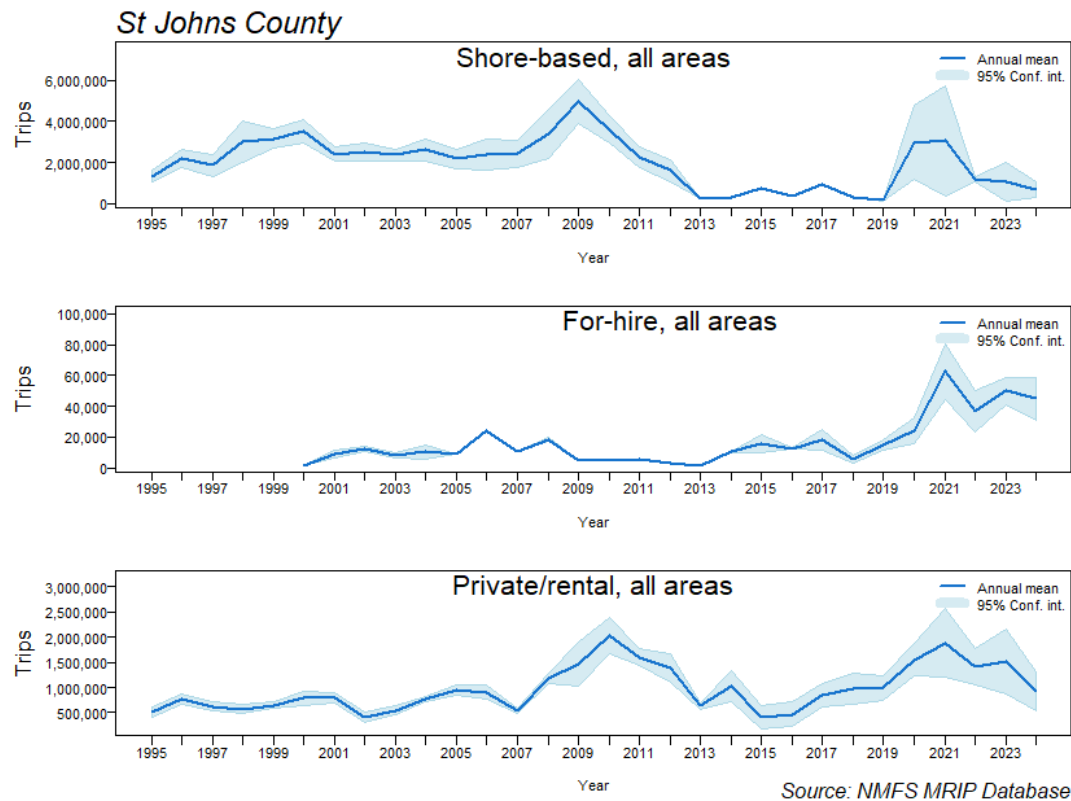 St Johns County
Shore-based, all areas
Annual mean
95% Conf. int.
Trips
6,000,000
4,000,000
2,000,000
0
1995 1997 1999 2001 2003 2005 2007 2009 2011 2013 2015 2017 2019 2021 2023
Year
For-hire, all areas
Annual mean
95% Conf. int.
Trips
100,000
80,000
60,000
40,000
20,000
0
1995 1997 1999 2001 2003 2005 2007 2009 2011 2013 2015 2017 2019 2021 2023
Year
Private/rental, all areas
Annual mean
95% Conf. int.
Trips
3,000,000
2,500,000
2,000,000
1,500,000
1,000,000
500,000
1995 1997 1999 2001 2003 2005 2007 2009 2011 2013 2015 2017 2019 2021 2023
Year
Source: NMFS MRIP Database